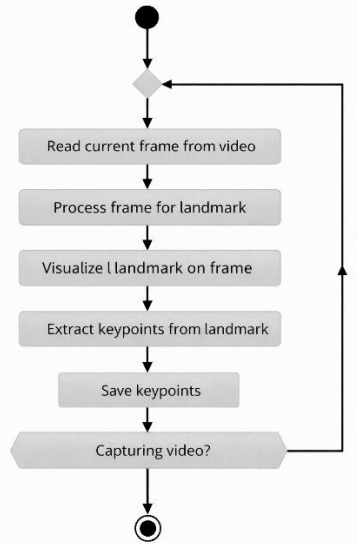 Read current frame from video
Process frame for landmark
Visualize l landmark on frame
Extract keypoints from landmark
Save keypoints
Capturing video?